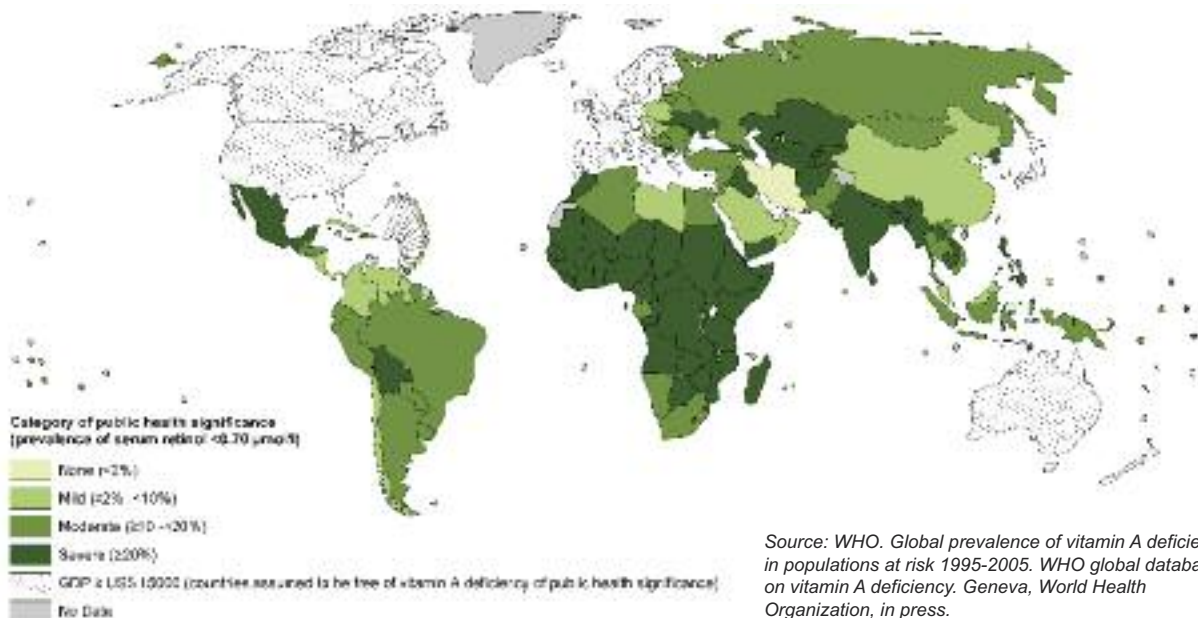 Category of public health significance
(prevalence of serum retinol <0.70 µmol/l)
None (<2%)
Mild (≥2% - <10%)
Moderate (≥10 - <20%)
Severe (≥20%)
GDP ≥ US$ 15000 (countries assumed to be free of vitamin A deficiency of public health significance)
No Data
Source: WHO. Global prevalence of vitamin A deficie
in populations at risk 1995-2005. WHO global databa
on vitamin A deficiency. Geneva, World Health
Organization, in press.